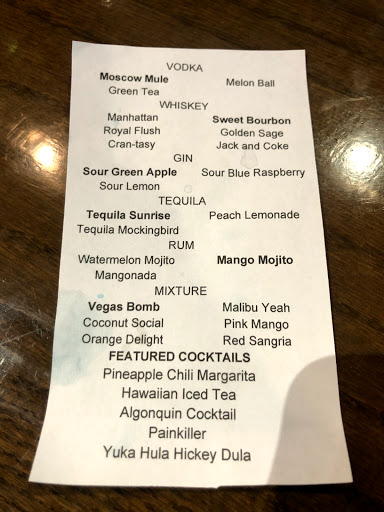 VODKA
Moscow Mule Melon Ball
Green Tea
WHISKEY
Manhattan Sweet Bourbon
Royal Flush Golden Sage
Cran-tasy Jack and Coke
GIN
Sour Green Apple Sour Blue Raspberry
Sour Lemon
TEQUILA
Tequila Sunrise Peach Lemonade
Tequila Mockingbird
RUM
Watermelon Mojito Mango Mojito
Mangonada
MIXTURE
Vegas Bomb Malibu Yeah
Coconut Social Pink Mango
Orange Delight Red Sangria
FEATURED COCKTAILS
Pineapple Chili Margarita
Hawaiian Iced Tea
Algonquin Cocktail
Painkiller
Yuka Hula Hickey Dula